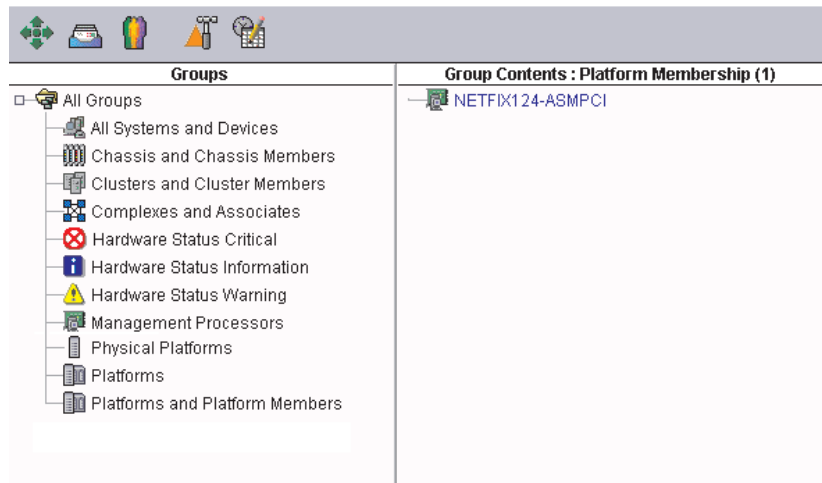 Groups
All Groups
All Systems and Devices
Chassis and Chassis Members
Clusters and Cluster Members
Complexes and Associates
Hardware Status Critical
Hardware Status Information
Hardware Status Warning
Management Processors
Physical Platforms
Platforms
Platforms and Platform Members
Group Contents : Platform Membership (1)
NETFIX124-ASMPCI